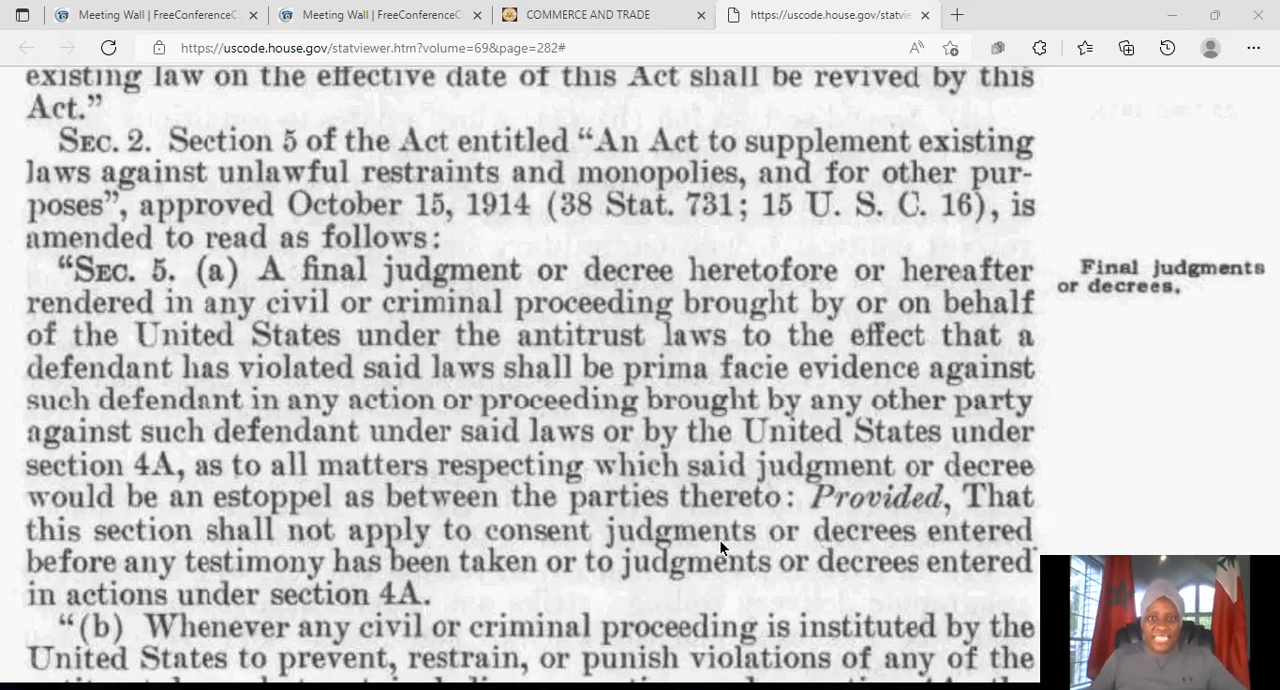 Meeting Wall | FreeConferenceC
Meeting Wall | FreeConferenceC
COMMERCE AND TRADE
https://uscode.house.gov/statvie
https://uscode.house.gov/statviewer.htm?volume=69&page=282#
existing law on the effective date of this Act shall be revived by this
Act.”
SEC. 2. Section 5 of the Act entitled “An Act to supplement existing
laws against unlawful restraints and monopolies, and for other pur-
poses”, approved October 15, 1914 (38 Stat. 731; 15 U. S. C. 16), is
amended to read as follows:
“SEC. 5. (a) A final judgment or decree heretofore or hereafter
rendered in any civil or criminal proceeding brought by or on behalf
of the United States under the antitrust laws to the effect that a
defendant has violated said laws shall be prima facie evidence against
such defendant in any action or proceeding brought by any other party
against such defendant under said laws or by the United States under
section 4A, as to all matters respecting which said judgment or decree
would be an estoppel as between the parties thereto: Provided, That
this section shall not apply to consent judgments or decrees entered
before any testimony has been taken or to judgments or decrees entered
in actions under section 4A.
“(b) Whenever any civil or criminal proceeding is instituted by the
United States to prevent, restrain, or punish violations of any of the
Final judgments
or decrees.